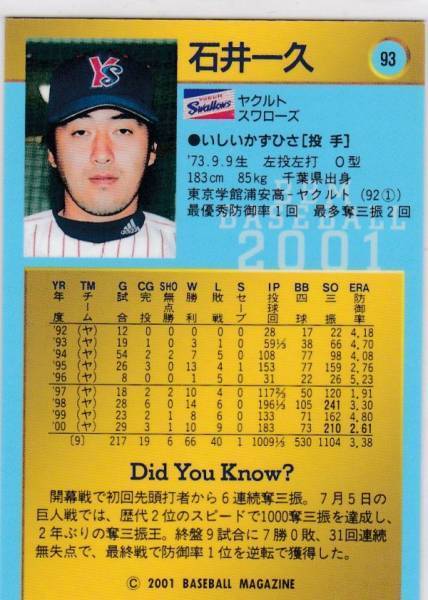 石井一久
93
YS
YAKULT
Swallows
ヤクルト
スワローズ
●いしいかずひさ[投 手]
'73.9.9生 左投左打 O型
183cm 85kg 千葉県出身
東京学館浦安高-ヤクルト(92①)
最優秀防御率1回 最多奪三振2回
BASEBALL
2001
YR TM G CG SHO W L S IP BB SO ERA
年度 チーム 試合 完投 無点勝 勝利 敗戦 セーブ 投球回 四球 三振 防御率
'92 (ヤ) 12 0 0 0 0 0 28 17 22 4.18
'93 (ヤ) 19 1 0 3 1 0 59⅓ 38 66 4.70
'94 (ヤ) 54 2 2 7 5 0 108 77 98 4.08
'95 (ヤ) 26 3 0 13 4 1 153 77 159 2.76
'96 (ヤ) 8 0 0 1 5 0 31 22 26 5.23
'97 (ヤ) 18 2 2 10 4 0 117⅔ 55 120 1.91
'98 (ヤ) 28 6 0 14 6 0 196⅓ 105 241 3.30
'99 (ヤ) 23 2 1 8 6 0 133 71 162 4.80
'00 (ヤ) 29 3 1 10 9 0 183 68 210 2.61
(9) 217 19 6 66 40 1 1009⅓ 530 1104 3.38
Did You Know?
開幕戦で初回先頭打者から6連続奪三振。7月5日の
巨人戦では、歴代2位のスピードで1000奪三振を達成し、
2年ぶりの奪三振王。終盤9試合に7勝0敗、31回連
続無失点で、最終戦で防御率1位を逆転で獲得した。
© 2001 BASEBALL MAGAZINE